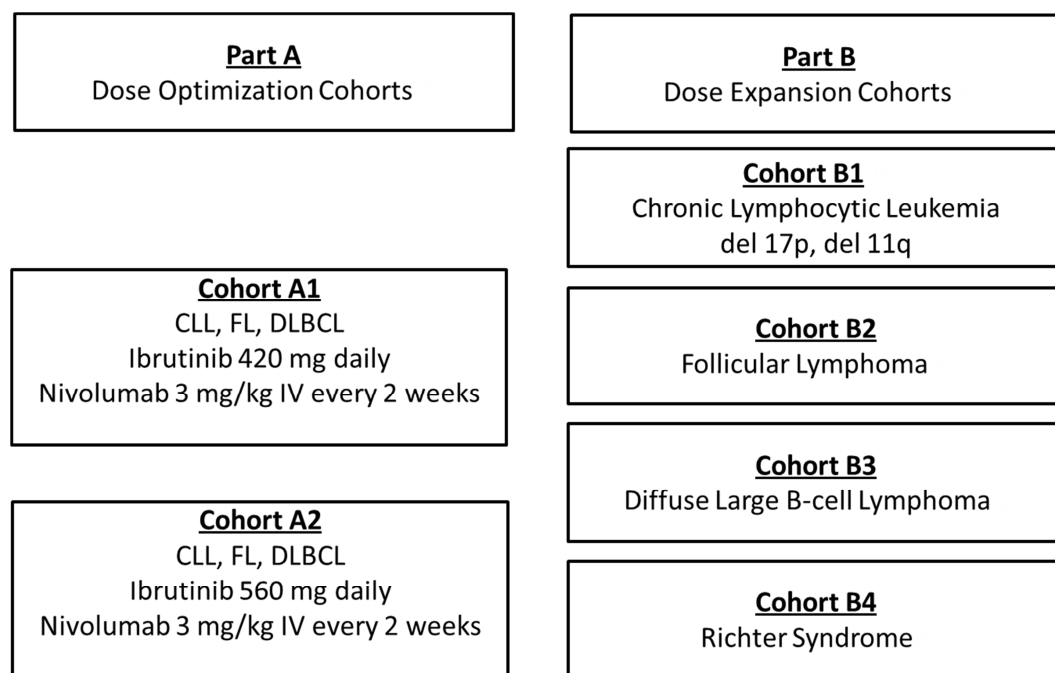 Part A
Dose Optimization Cohorts
Cohort A1
CLL, FL, DLBCL
Ibrutinib 420 mg daily
Nivolumab 3 mg/kg IV every 2 weeks
Cohort A2
CLL, FL, DLBCL
Ibrutinib 560 mg daily
Nivolumab 3 mg/kg IV every 2 weeks
Part B
Dose Expansion Cohorts
Cohort B1
Chronic Lymphocytic Leukemia
del 17p, del 11q
Cohort B2
Follicular Lymphoma
Cohort B3
Diffuse Large B-cell Lymphoma
Cohort B4
Richter Syndrome